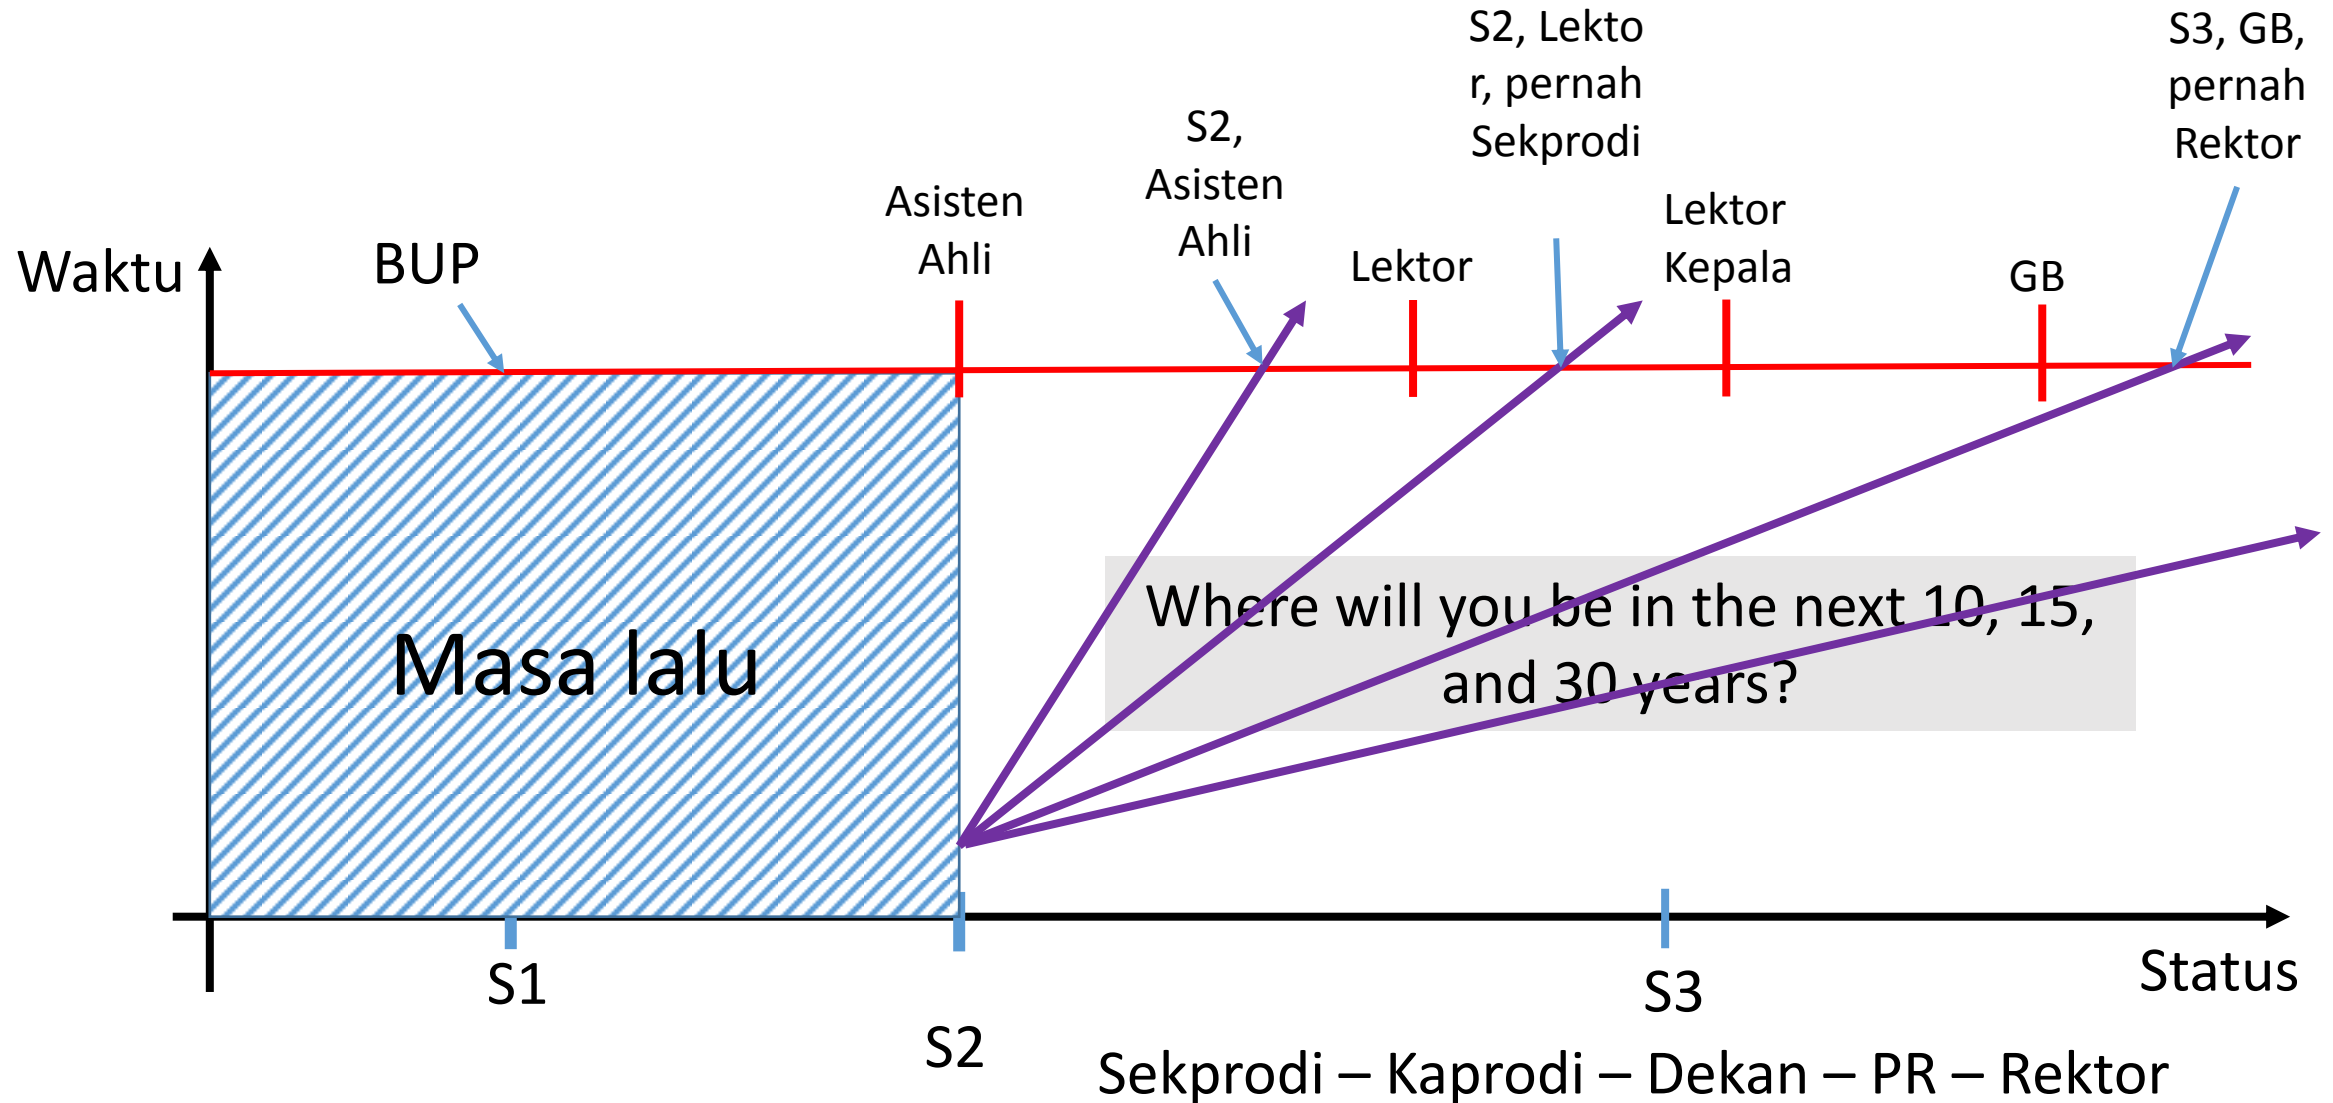 S2, Lekto
r, pernah
Sekprodi
S3, GB,
pernah
Rektor
S2,
Asisten
Ahli
Asisten
Ahli
Lektor
Lektor
Kepala
GB
Waktu
BUP
Where will you be in the next 10, 15,
and 30 years?
Masa lalu
Status
S1
S2
S3
Sekprodi – Kaprodi – Dekan – PR – Rektor